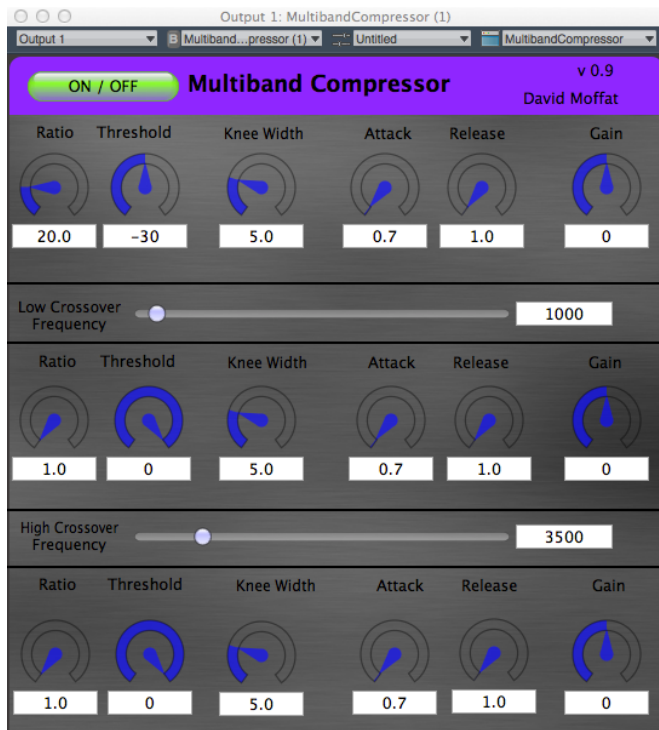 Output 1: MultibandCompressor (1)
Output 1 B Multiband...pressor (1) Untitled MultibandCompressor
ON / OFF Multiband Compressor v 0.9
David Moffat
Ratio Threshold Knee Width Attack Release Gain
20.0 -30 5.0 0.7 1.0 0
Low Crossover
Frequency
1000
Ratio Threshold Knee Width Attack Release Gain
1.0 0 5.0 0.7 1.0 0
High Crossover
Frequency
3500
Ratio Threshold Knee Width Attack Release Gain
1.0 0 5.0 0.7 1.0 0